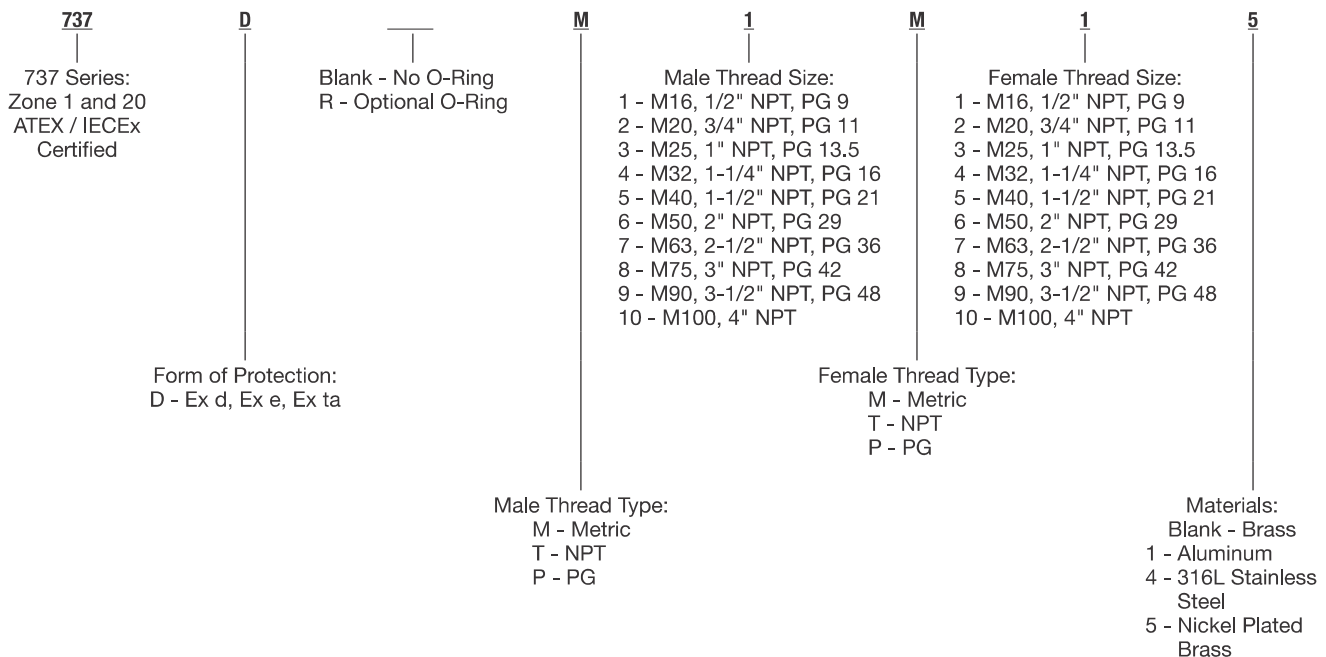 737 D ___ M 1 M 1 5
737 Series:
Zone 1 and 20
ATEX / IECEx
Certified
Blank - No O-Ring
R - Optional O-Ring
Male Thread Size:
1 - M16, 1/2" NPT, PG 9
2 - M20, 3/4" NPT, PG 11
3 - M25, 1" NPT, PG 13.5
4 - M32, 1-1/4" NPT, PG 16
5 - M40, 1-1/2" NPT, PG 21
6 - M50, 2" NPT, PG 29
7 - M63, 2-1/2" NPT, PG 36
8 - M75, 3" NPT, PG 42
9 - M90, 3-1/2" NPT, PG 48
10 - M100, 4" NPT
Female Thread Size:
1 - M16, 1/2" NPT, PG 9
2 - M20, 3/4" NPT, PG 11
3 - M25, 1" NPT, PG 13.5
4 - M32, 1-1/4" NPT, PG 16
5 - M40, 1-1/2" NPT, PG 21
6 - M50, 2" NPT, PG 29
7 - M63, 2-1/2" NPT, PG 36
8 - M75, 3" NPT, PG 42
9 - M90, 3-1/2" NPT, PG 48
10 - M100, 4" NPT
Form of Protection:
D - Ex d, Ex e, Ex ta
Female Thread Type:
M - Metric
T - NPT
P - PG
Male Thread Type:
M - Metric
T - NPT
P - PG
Materials:
Blank - Brass
1 - Aluminum
4 - 316L Stainless
Steel
5 - Nickel Plated
Brass